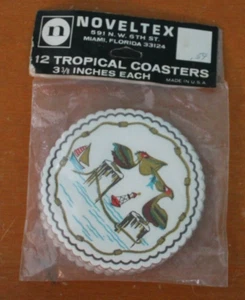 n NOVELTEX
591 N.W. 6TH ST.
MIAMI, FLORIDA 33124
12 TROPICAL COASTERS
3½ INCHES EACH
MADE IN U.S.A.